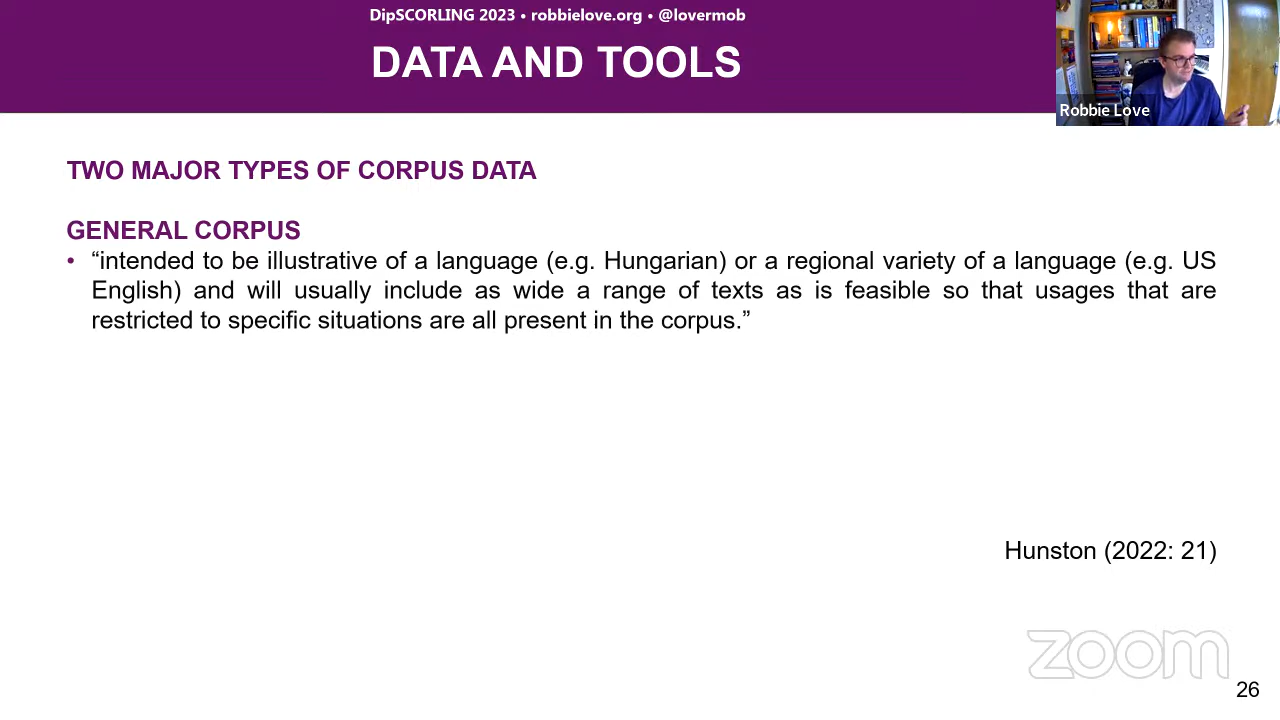 DipSCORLING 2023 • robbielove.org • @lovermob
DATA AND TOOLS
Robbie Love
TWO MAJOR TYPES OF CORPUS DATA
GENERAL CORPUS
• “intended to be illustrative of a language (e.g. Hungarian) or a regional variety of a language (e.g. US
English) and will usually include as wide a range of texts as is feasible so that usages that are
restricted to specific situations are all present in the corpus.”
Hunston (2022: 21)
zoom
26